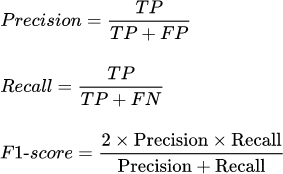 Precision = TP / (TP + FP)
Recall = TP / (TP + FN)
F1-score = (2 × Precision × Recall) / (Precision + Recall)